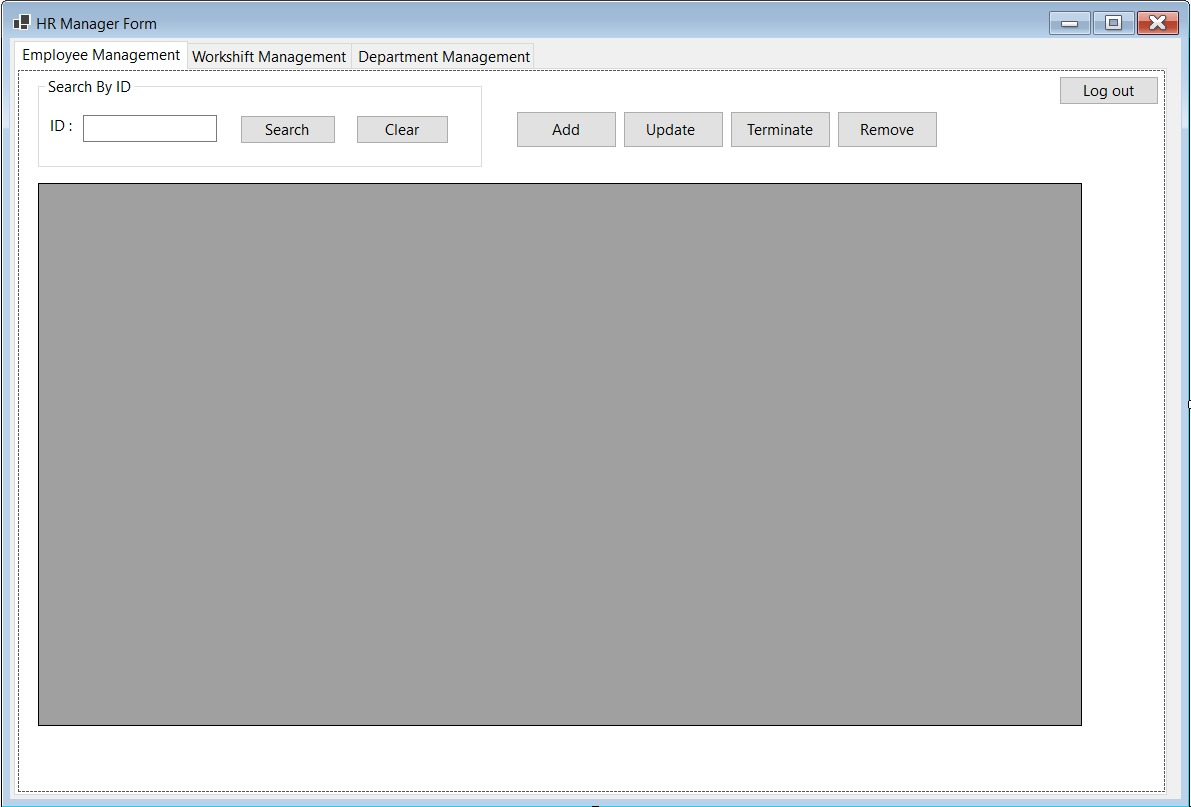 HR Manager Form
Employee Management Workshift Management Department Management
Search By ID
Log out
ID :
Search Clear Add Update Terminate Remove